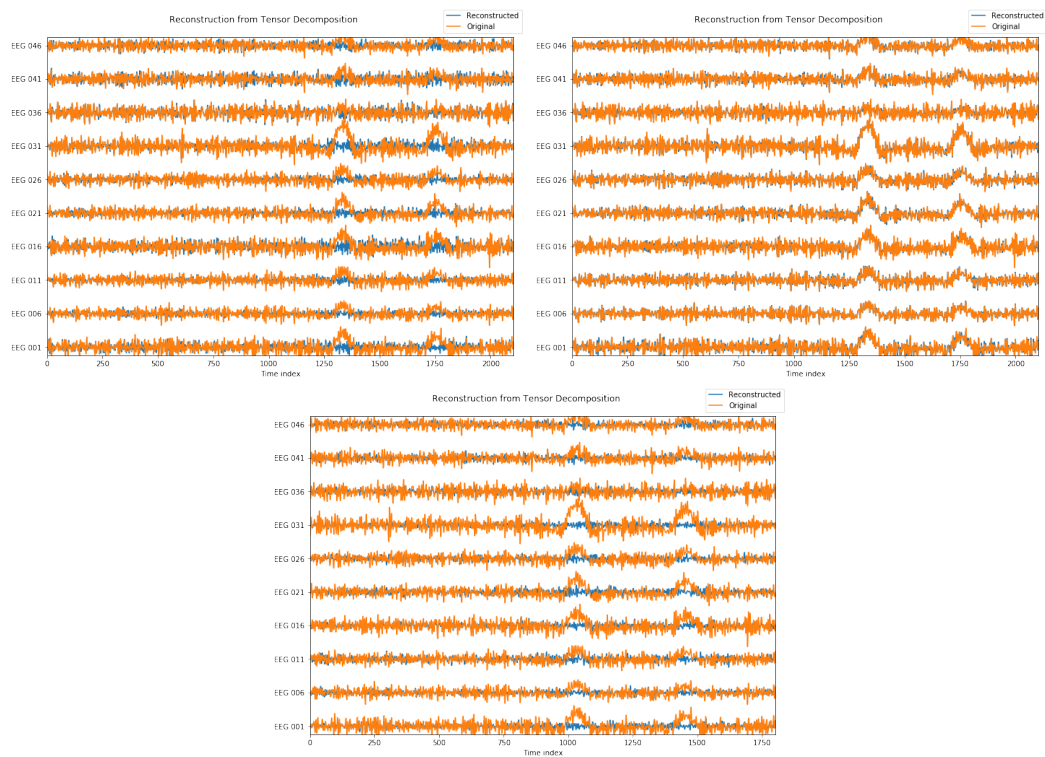 Reconstruction from Tensor Decomposition
Reconstructed
Original
EEG 046
EEG 041
EEG 036
EEG 031
EEG 026
EEG 021
EEG 016
EEG 011
EEG 006
EEG 001
0 250 500 750 1000 1250 1500 1750 2000
Time index
Reconstruction from Tensor Decomposition
Reconstructed
Original
EEG 046
EEG 041
EEG 036
EEG 031
EEG 026
EEG 021
EEG 016
EEG 011
EEG 006
EEG 001
0 250 500 750 1000 1250 1500 1750 2000
Time index
Reconstruction from Tensor Decomposition
Reconstructed
Original
EEG 046
EEG 041
EEG 036
EEG 031
EEG 026
EEG 021
EEG 016
EEG 011
EEG 006
EEG 001
0 250 500 750 1000 1250 1500 1750
Time index